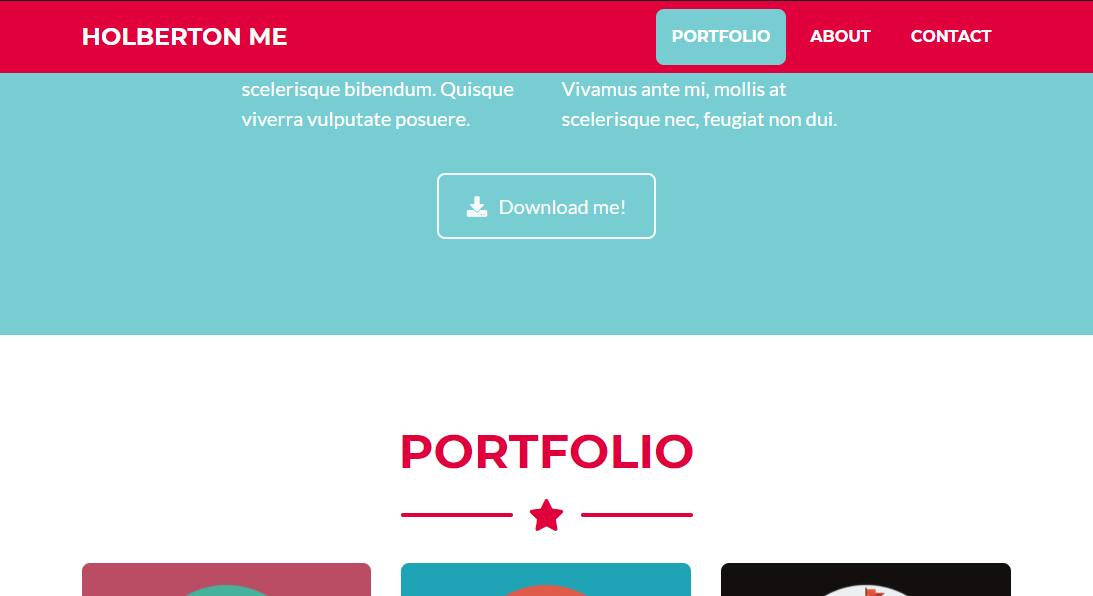 HOLBERTON ME
PORTFOLIO ABOUT CONTACT
scelerisque bibendum. Quisque
viverra vulputate posuere.
Vivamus ante mi, mollis at
scelerisque nec, feugiat non dui.
Download me!
PORTFOLIO